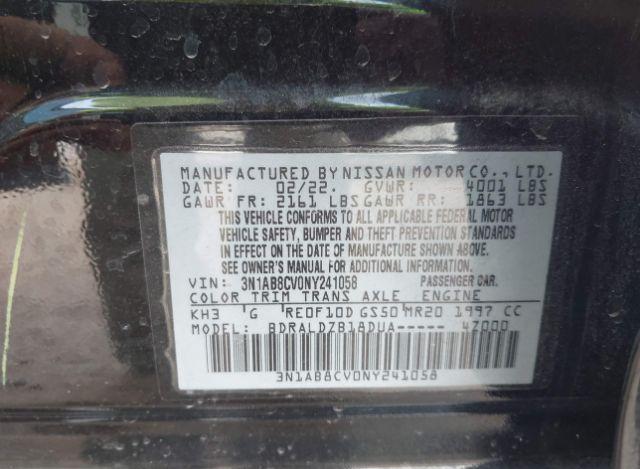 MANUFACTURED BY NISSAN MOTOR CO., LTD.
DATE: 02/22. GVWR: 4001 LBS
GAWR FR: 2161 LBS GAWR RR: 1863 LBS
THIS VEHICLE CONFORMS TO ALL APPLICABLE FEDERAL MOTOR
VEHICLE SAFETY, BUMPER AND THEFT PREVENTION STANDARDS
IN EFFECT ON THE DATE OF MANUFACTURE SHOWN ABOVE.
SEE OWNER'S MANUAL FOR ADDITIONAL INFORMATION.
VIN: 3N1AB8CV0NY241058 PASSENGER CAR.
COLOR TRIM TRANS AXLE ENGINE
KH3 G RE0F10D GS50 MR20 1997 CC
MODEL: BDRALDZB18DUA----- 4Z000
3N1AB8CV0NY241058